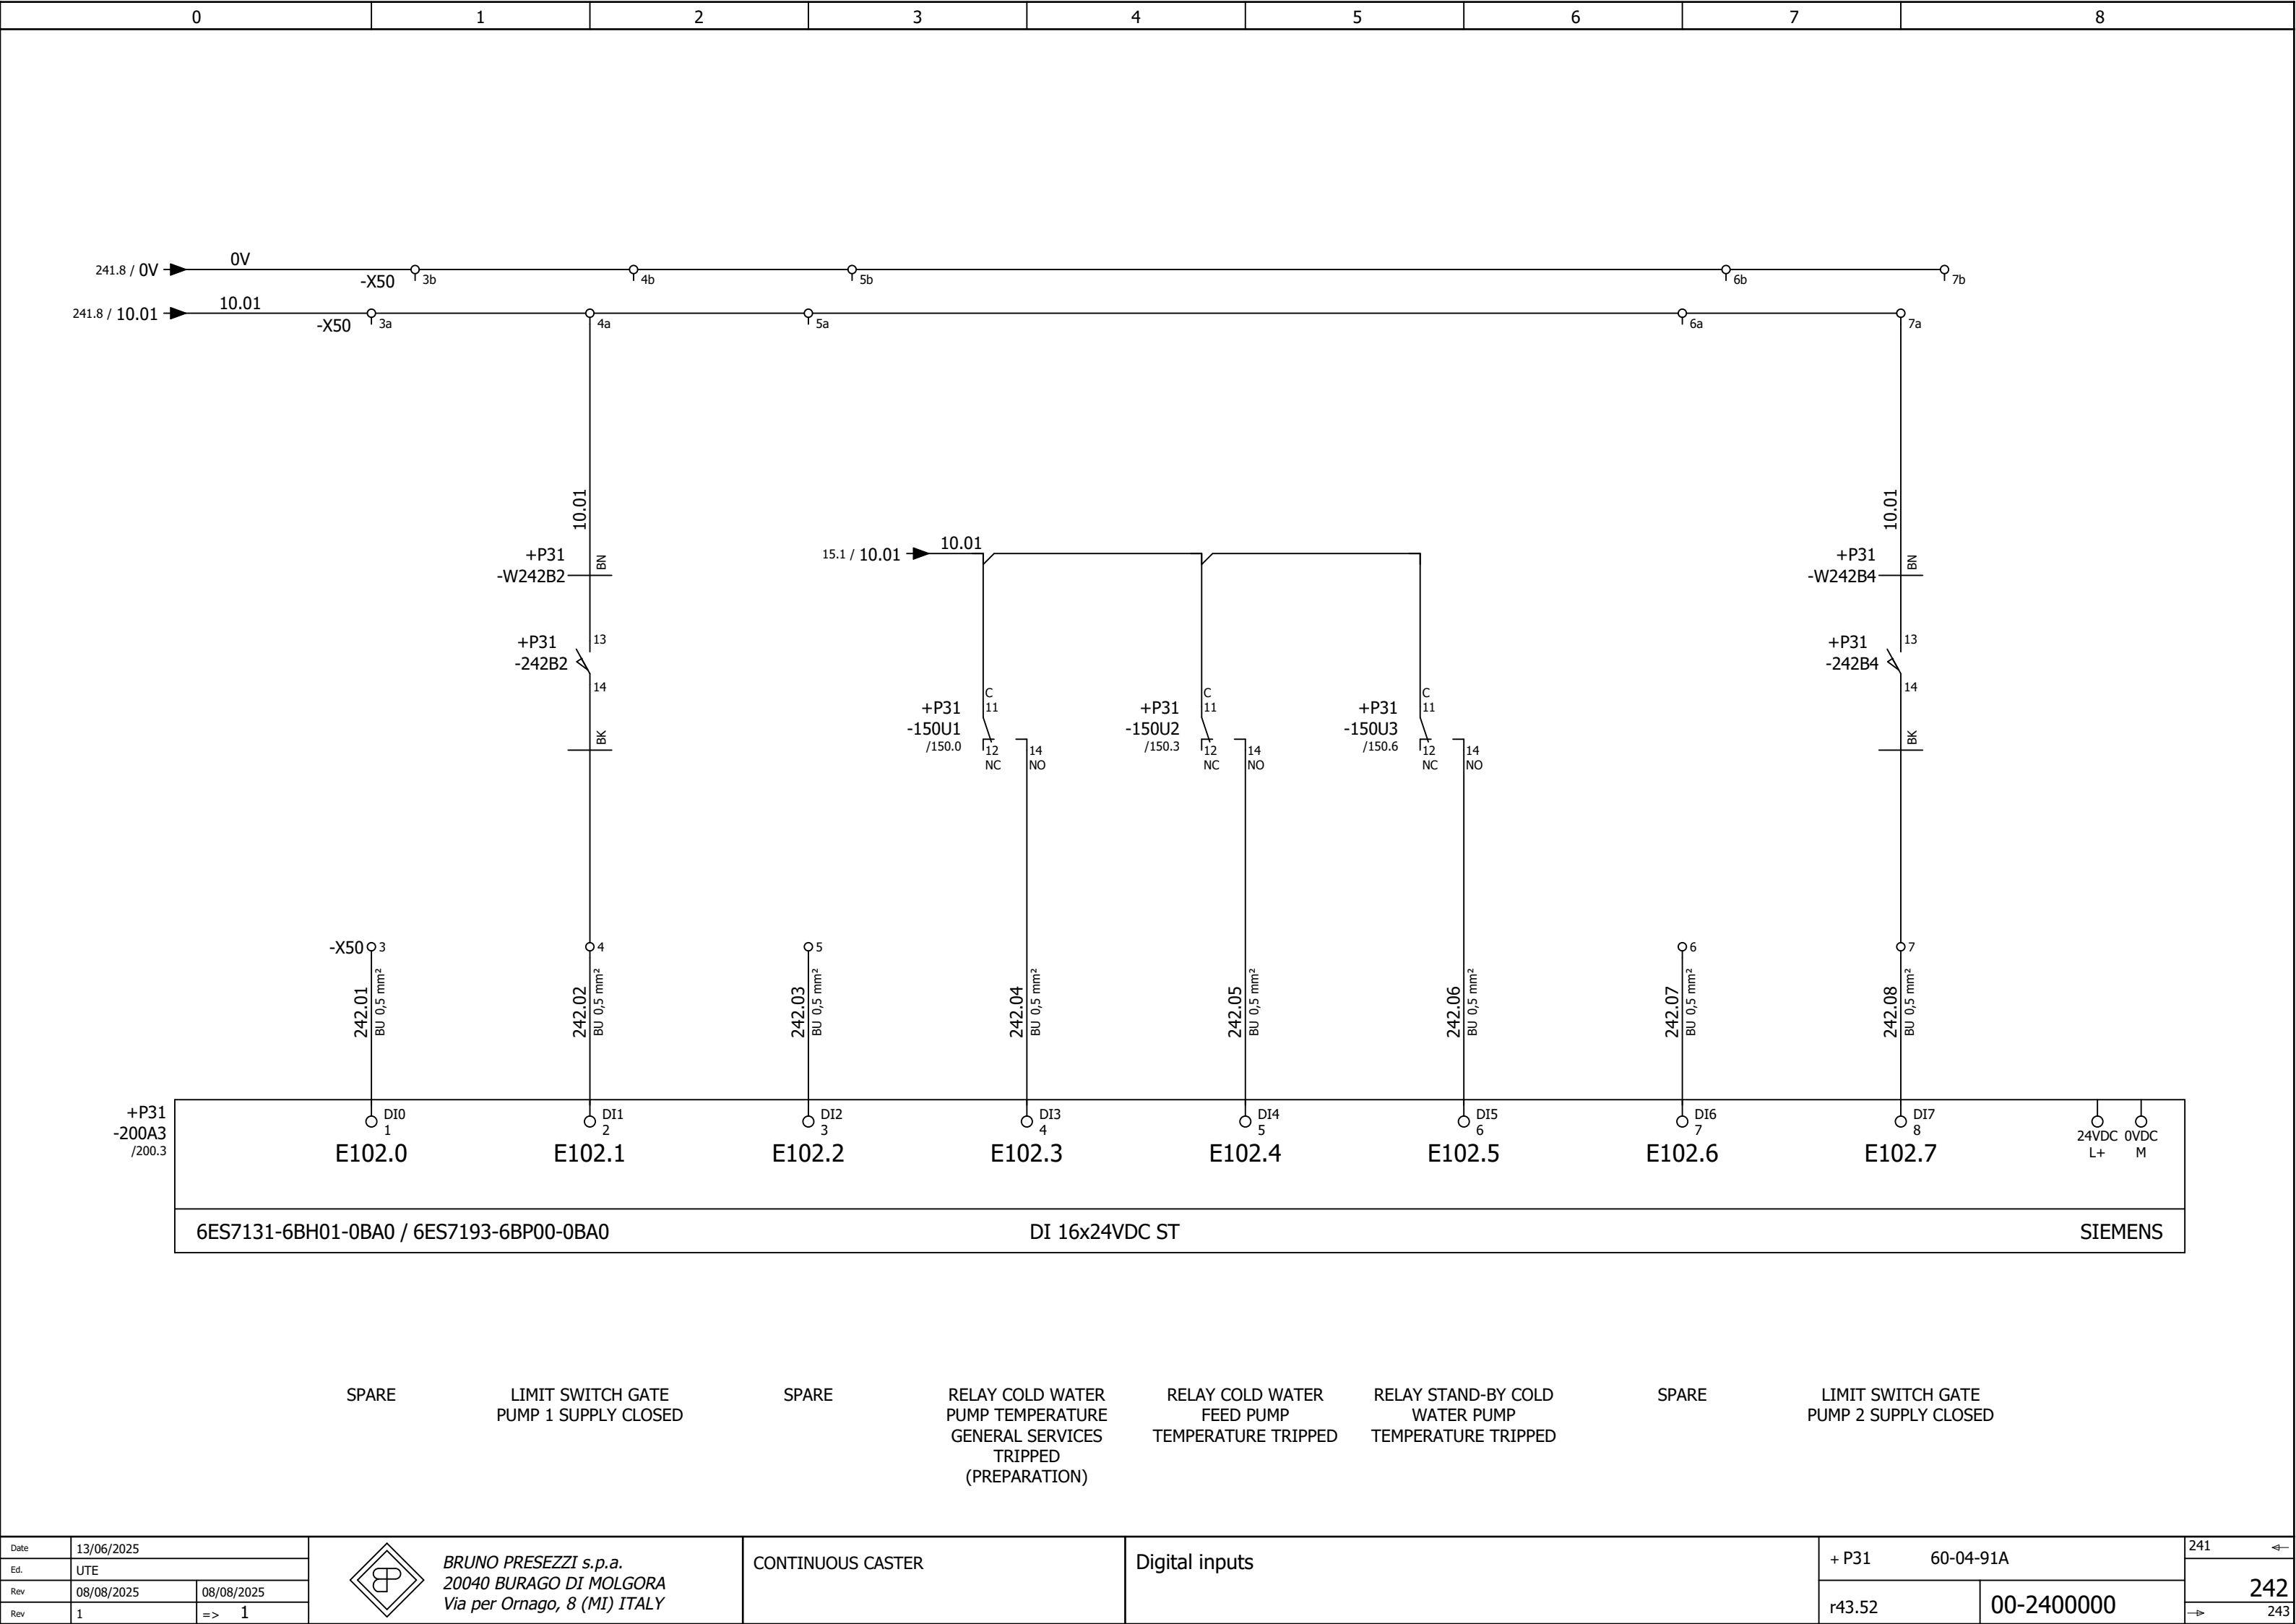 0 1 2 3 4 5 6 7 8
241.8 / 0V 0V
-X50 3b 4b 5b 6b 7b
241.8 / 10.01 10.01
-X50 3a 4a 5a 6a 7a
10.01 10.01
15.1 / 10.01 10.01
+P31 BN +P31 BN
-W242B2 -W242B4
+P31 13 +P31 13
-242B2 -242B4
14 14
C C C
+P31 11 +P31 11 +P31 11
-150U1 -150U2 -150U3
/150.0 12 14 /150.3 12 14 /150.6 12 14
NC NO NC NO NC NO
BK BK
-X50 3 4 5 6 7
242.01 BU 0,5 mm²
242.02 BU 0,5 mm²
242.03 BU 0,5 mm²
242.04 BU 0,5 mm²
242.05 BU 0,5 mm²
242.06 BU 0,5 mm²
242.07 BU 0,5 mm²
242.08 BU 0,5 mm²
+P31
-200A3
/200.3
DI0 DI1 DI2 DI3 DI4 DI5 DI6 DI7
1 2 3 4 5 6 7 8
24VDC 0VDC
L+ M
E102.0 E102.1 E102.2 E102.3 E102.4 E102.5 E102.6 E102.7
6ES7131-6BH01-0BA0 / 6ES7193-6BP00-0BA0 DI 16x24VDC ST SIEMENS
SPARE
LIMIT SWITCH GATE
PUMP 1 SUPPLY CLOSED
SPARE
RELAY COLD WATER
PUMP TEMPERATURE
GENERAL SERVICES
TRIPPED
(PREPARATION)
RELAY COLD WATER
FEED PUMP
TEMPERATURE TRIPPED
RELAY STAND-BY COLD
WATER PUMP
TEMPERATURE TRIPPED
SPARE
LIMIT SWITCH GATE
PUMP 2 SUPPLY CLOSED
Date 13/06/2025
Ed. UTE
Rev 08/08/2025 08/08/2025
Rev 1 => 1
BRUNO PRESEZZI s.p.a.
20040 BURAGO DI MOLGORA
Via per Ornago, 8 (MI) ITALY
CONTINUOUS CASTER
Digital inputs
+ P31 60-04-91A
r43.52 00-2400000
241
242
243